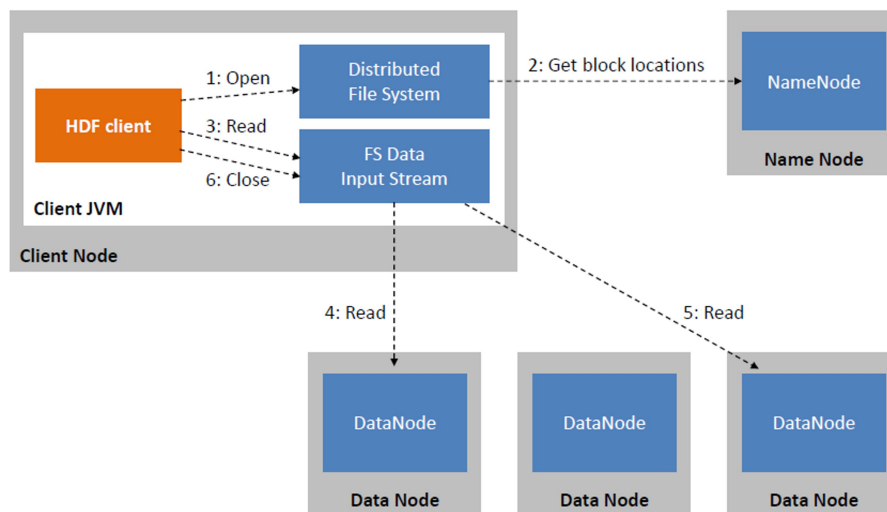 Distributed
File System
1: Open
2: Get block locations
NameNode
HDF client
3: Read
FS Data
Input Stream
6: Close
Name Node
Client JVM
Client Node
4: Read
5: Read
DataNode
DataNode
DataNode
Data Node
Data Node
Data Node